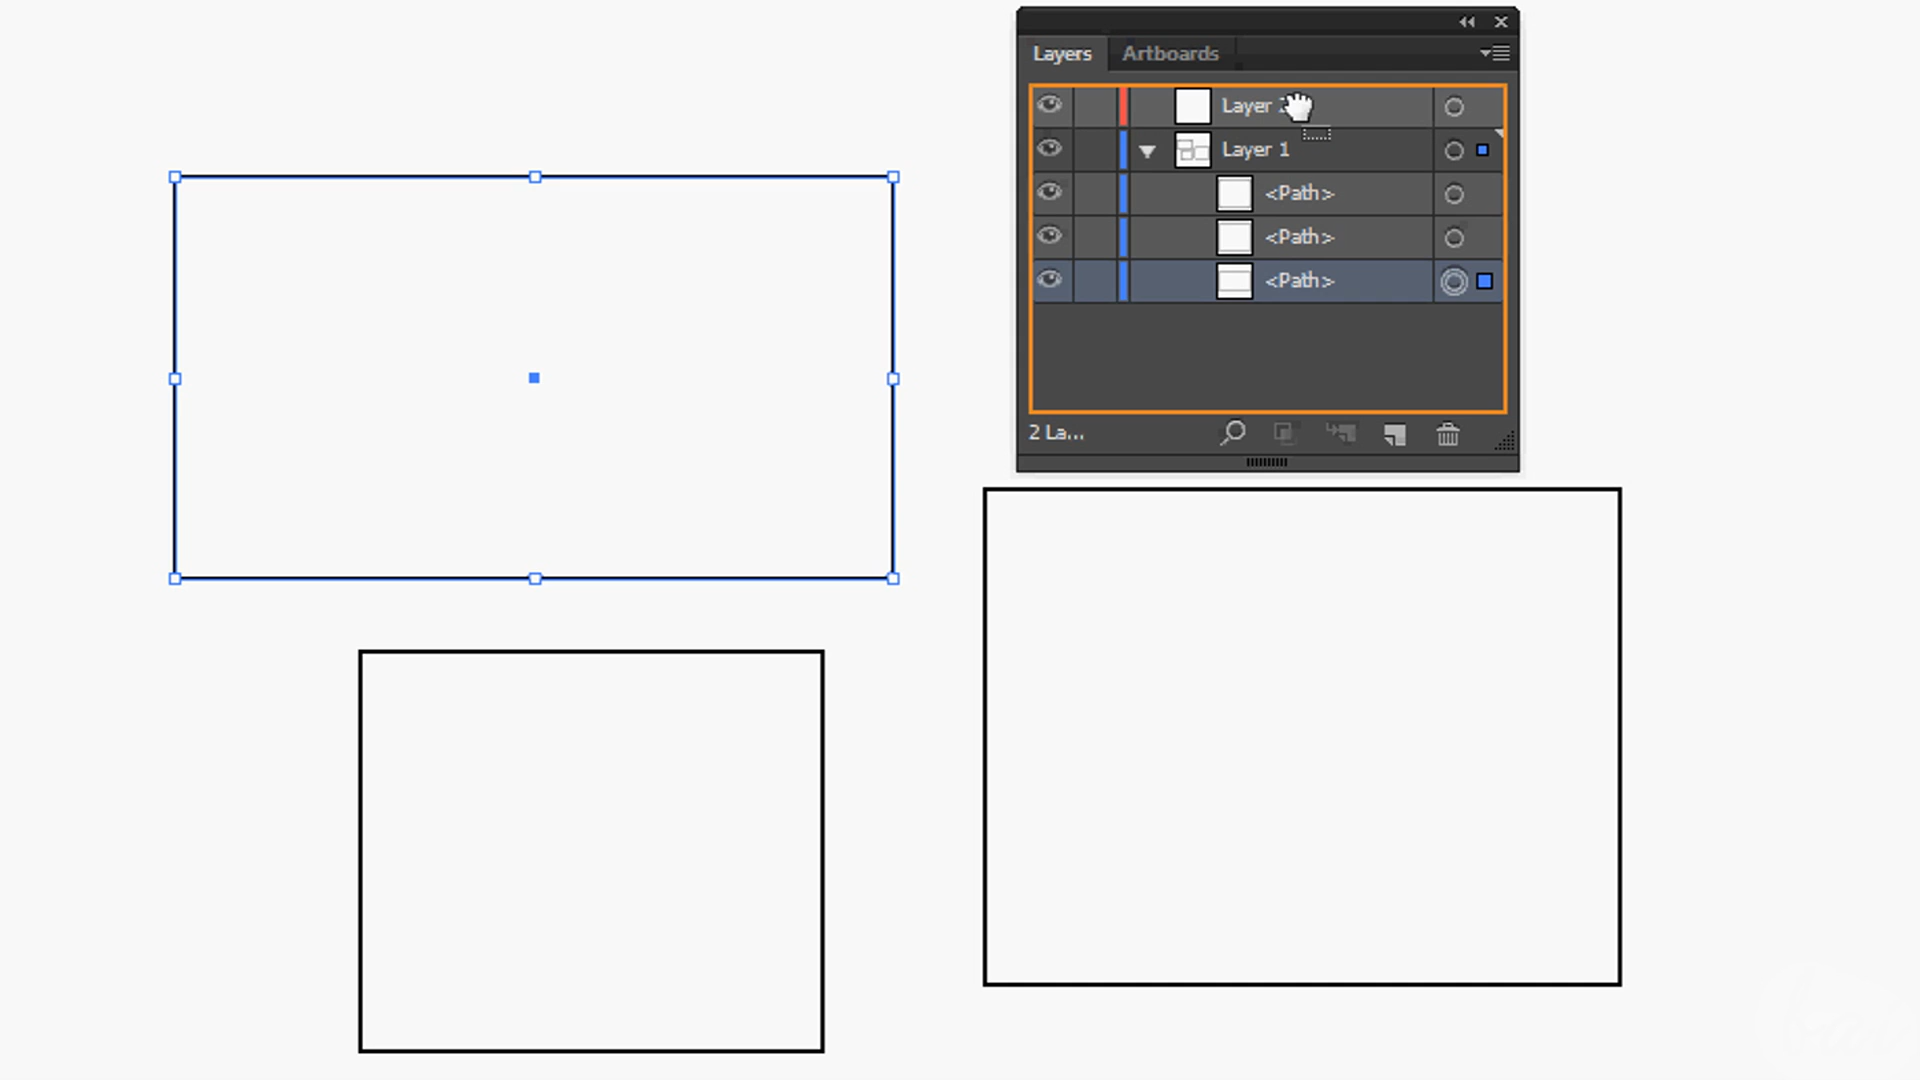 Layers Artboards
Layer
Layer 1
<Path>
<Path>
<Path>
2 La...